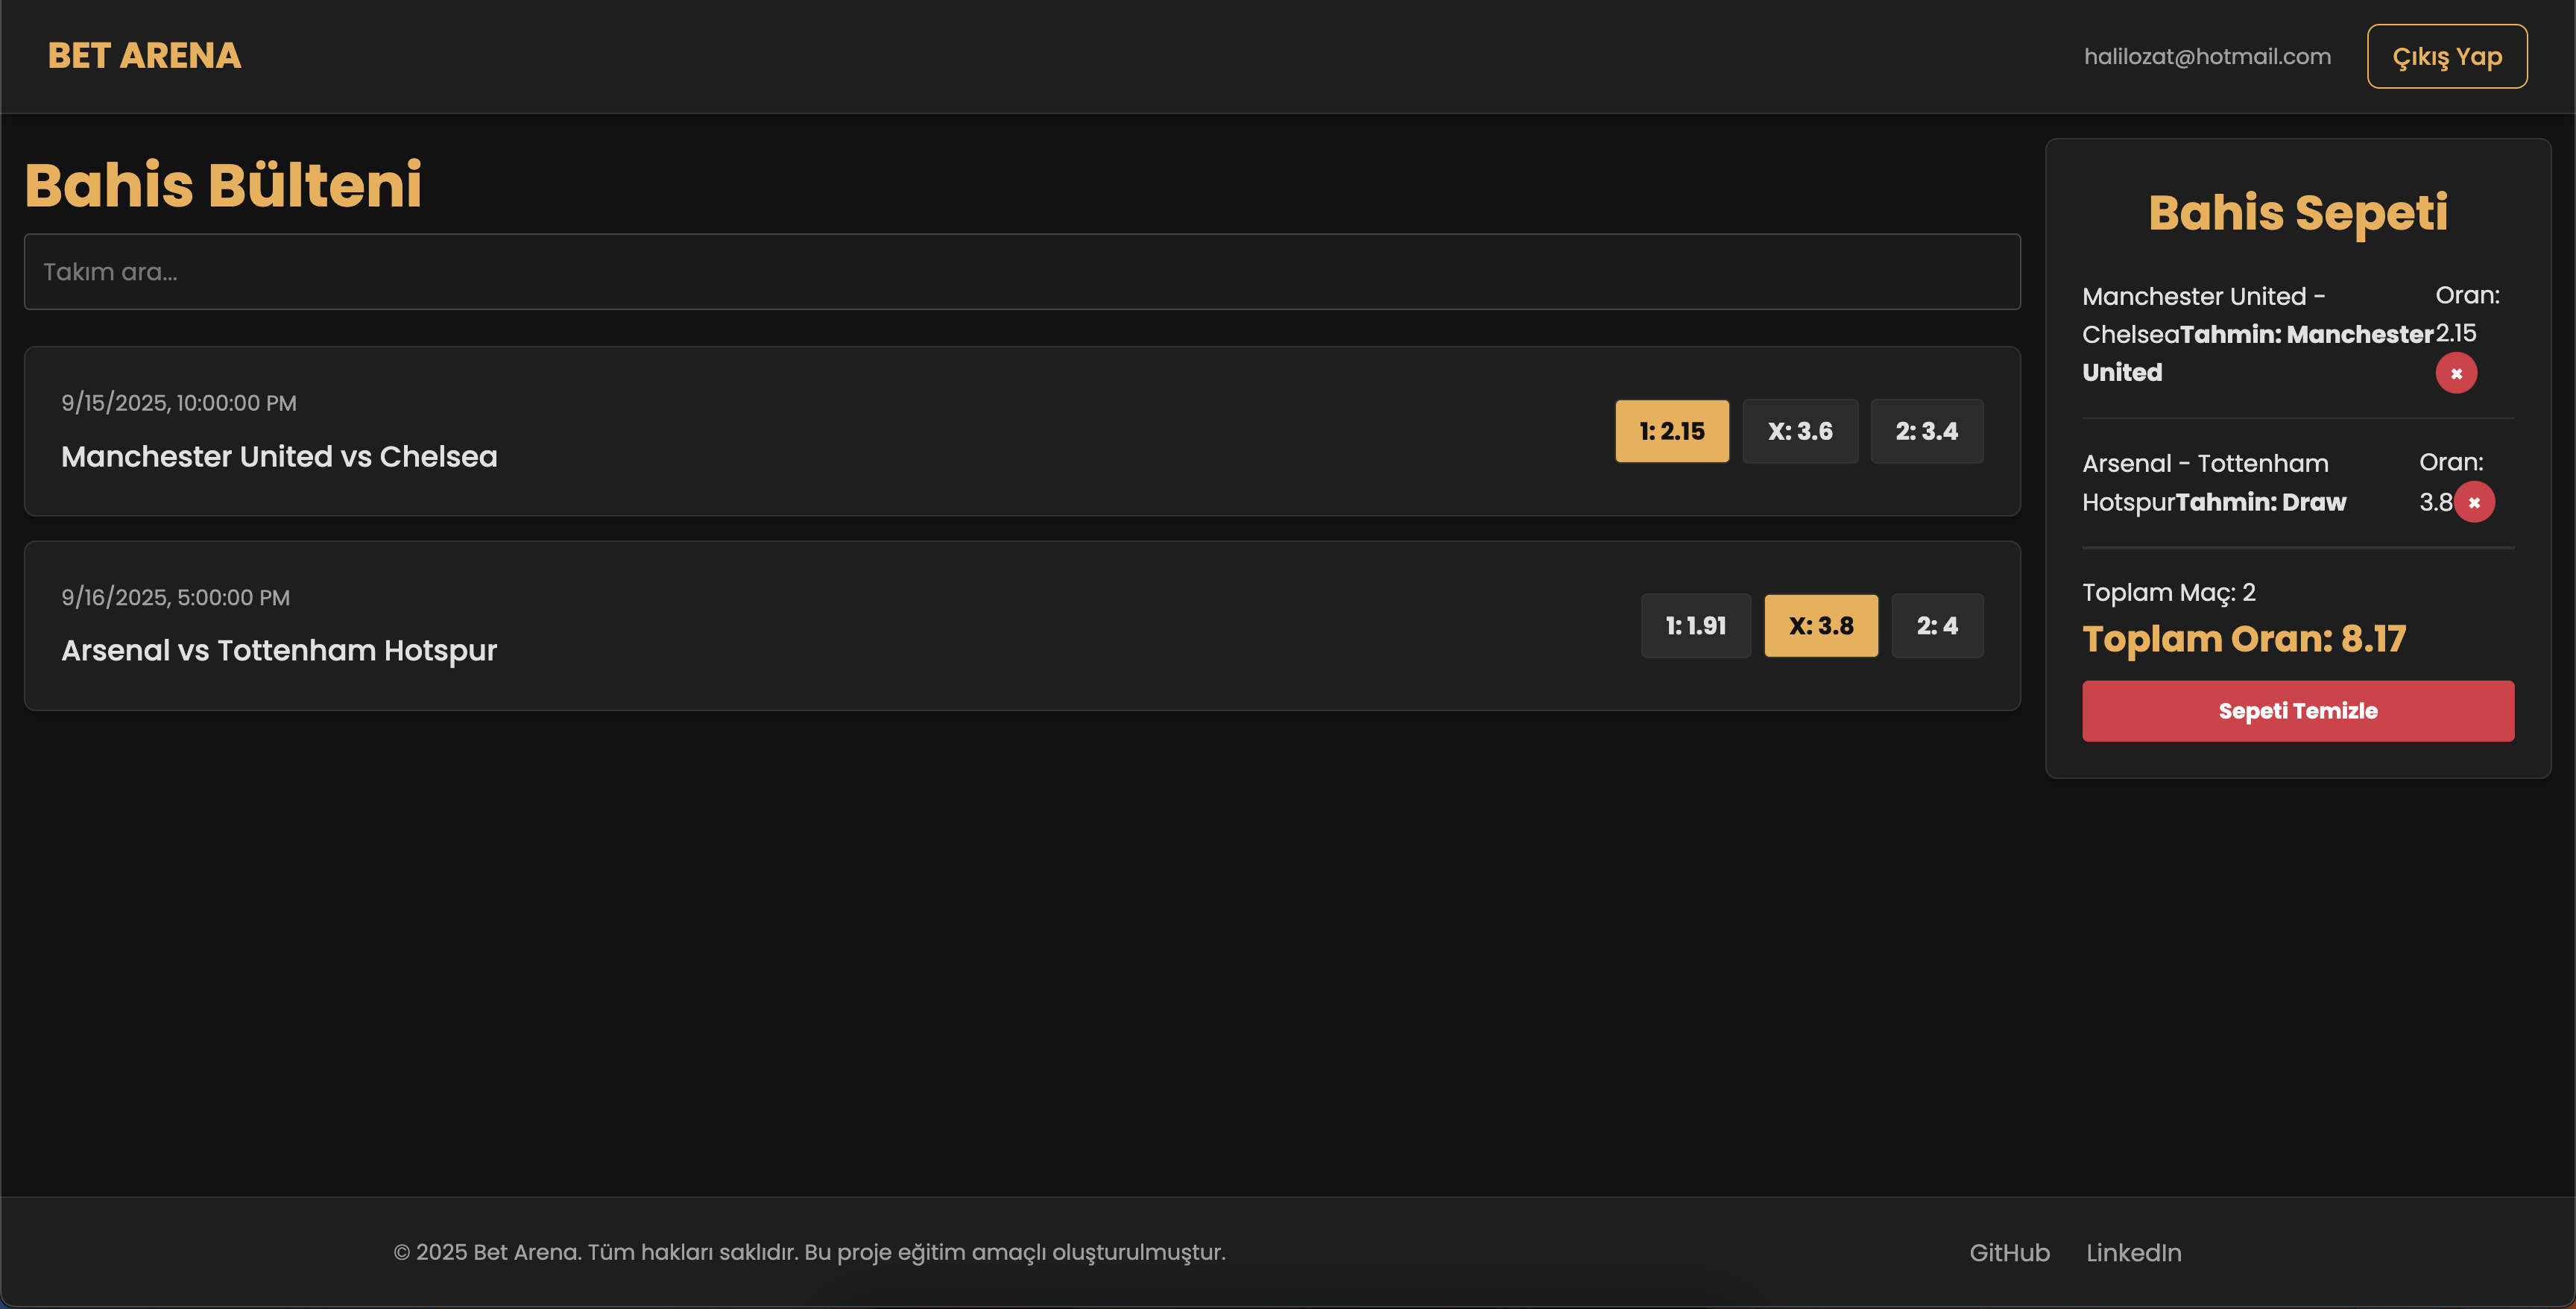 BET ARENA
halilozat@hotmail.com
Çıkış Yap
Bahis Bülteni
Takım ara...
9/15/2025, 10:00:00 PM
Manchester United vs Chelsea
1: 2.15
X: 3.6
2: 3.4
9/16/2025, 5:00:00 PM
Arsenal vs Tottenham Hotspur
1: 1.91
X: 3.8
2: 4
Bahis Sepeti
Manchester United -
ChelseaTahmin: Manchester
United
Oran:
2.15
Arsenal - Tottenham
HotspurTahmin: Draw
Oran:
3.8
Toplam Maç: 2
Toplam Oran: 8.17
Sepeti Temizle
© 2025 Bet Arena. Tüm hakları saklıdır. Bu proje eğitim amaçlı oluşturulmuştur.
GitHub
LinkedIn